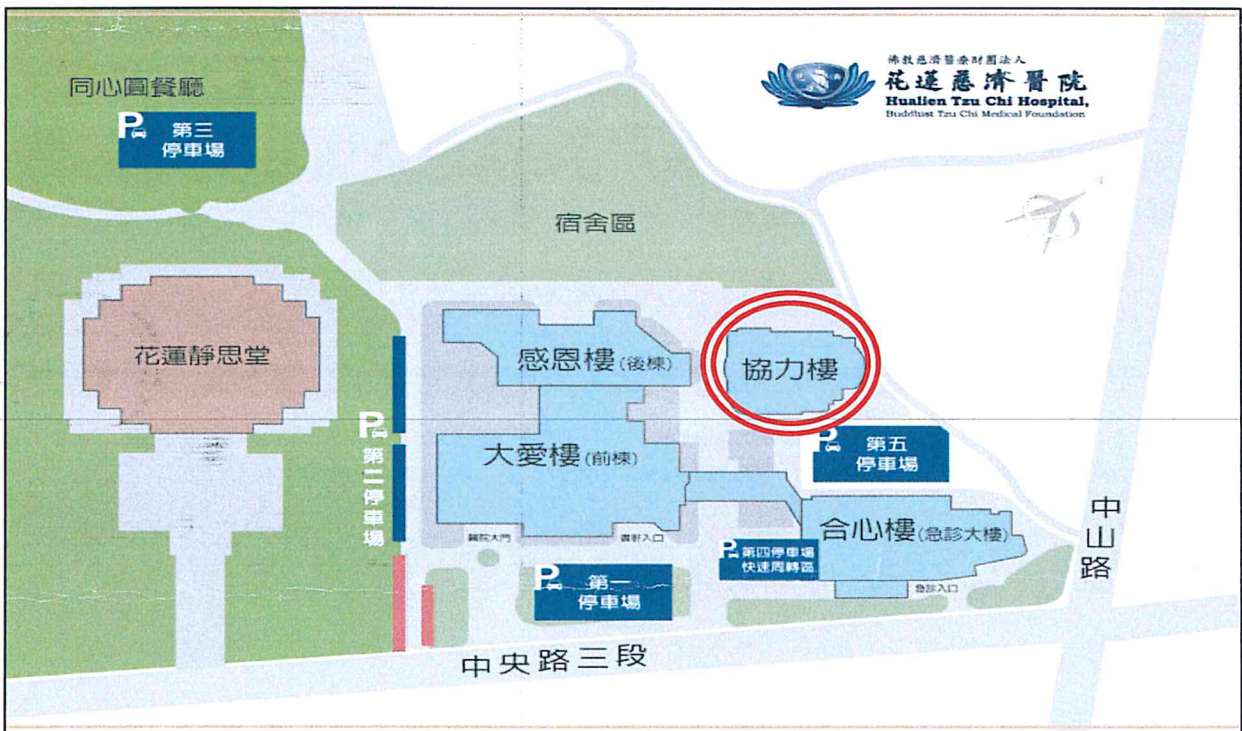 同心圓餐廳
P 第三
停車場
佛教慈濟醫療財團法人
花蓮慈濟醫院
Hualien Tzu Chi Hospital,
Buddhist Tzu Chi Medical Foundation
宿舍區
花蓮靜思堂
感恩樓(後棟)
協力樓
P 第二停車場
大愛樓(前棟)
P 第五
停車場
合心樓(急診大樓)
中山路
醫院大門
P 第四停車場
快速周轉區
P 第一
停車場
急診入口
中央路三段